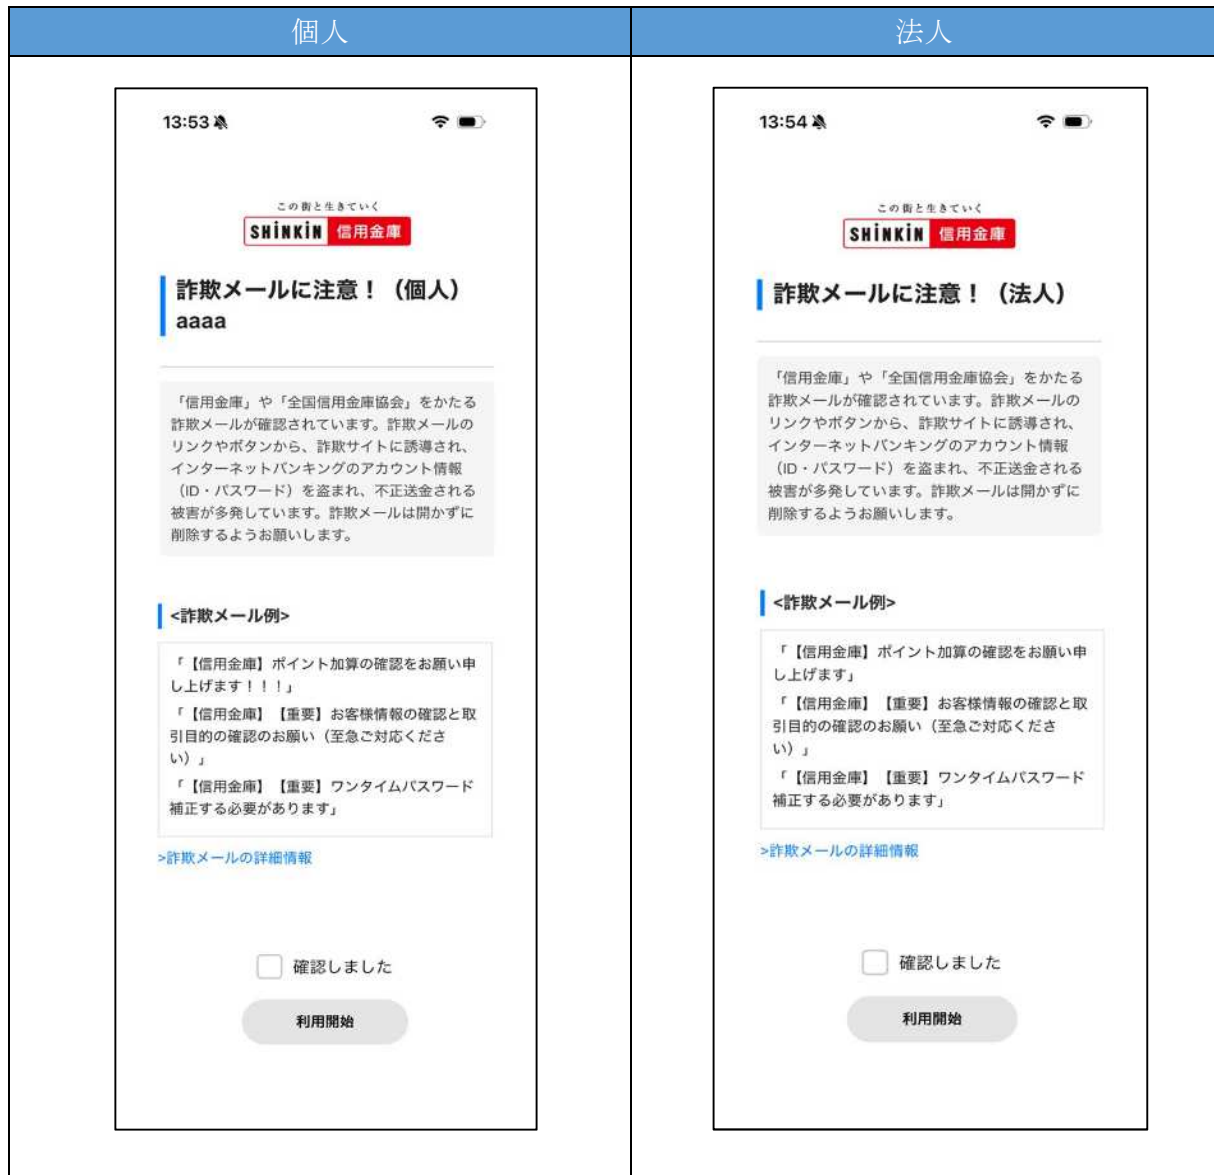 個人
法人
13:53
この街と生きていく
SHINKIN 信用金庫
詐欺メールに注意！（個人）
aaaa
「信用金庫」や「全国信用金庫協会」をかたる
詐欺メールが確認されています。詐欺メールの
リンクやボタンから、詐欺サイトに誘導され、
インターネットバンキングのアカウント情報
（ID・パスワード）を盗まれ、不正送金される
被害が多発しています。詐欺メールは開かずに
削除するようお願いします。
<詐欺メール例>
「【信用金庫】ポイント加算の確認をお願い申
し上げます！！！」
「【信用金庫】【重要】お客様情報の確認と取
引目的の確認のお願い（至急ご対応くださ
い）」
「【信用金庫】【重要】ワンタイムパスワード
補正する必要があります」
>詐欺メールの詳細情報
確認しました
利用開始
13:54
この街と生きていく
SHINKIN 信用金庫
詐欺メールに注意！（法人）
「信用金庫」や「全国信用金庫協会」をかたる
詐欺メールが確認されています。詐欺メールの
リンクやボタンから、詐欺サイトに誘導され、
インターネットバンキングのアカウント情報
（ID・パスワード）を盗まれ、不正送金される
被害が多発しています。詐欺メールは開かずに
削除するようお願いします。
<詐欺メール例>
「【信用金庫】ポイント加算の確認をお願い申
し上げます」
「【信用金庫】【重要】お客様情報の確認と取
引目的の確認のお願い（至急ご対応くださ
い）」
「【信用金庫】【重要】ワンタイムパスワード
補正する必要があります」
>詐欺メールの詳細情報
確認しました
利用開始